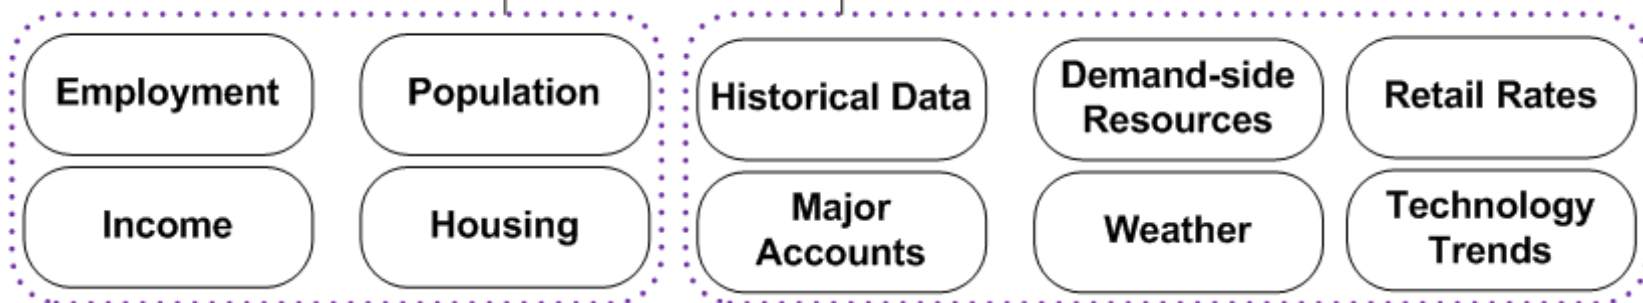 Employment
Population
Income
Housing
Historical Data
Demand-side
Resources
Retail Rates
Major
Accounts
Weather
Technology
Trends